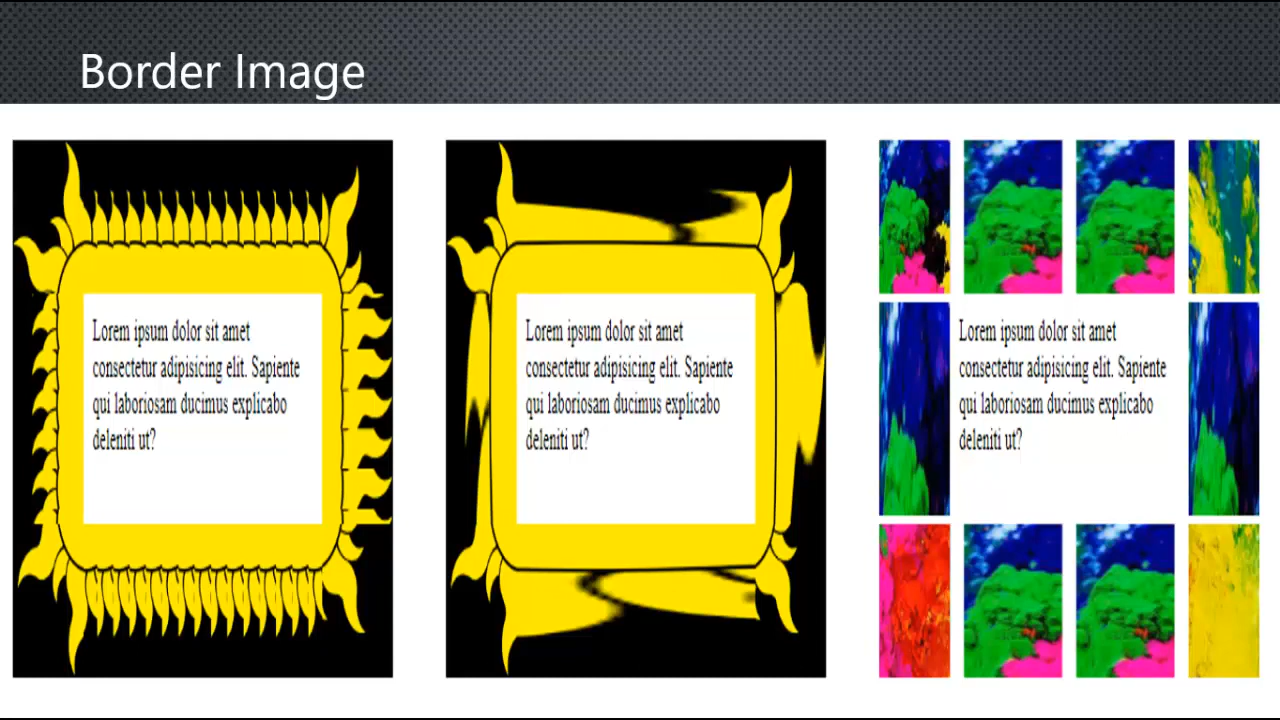 Border Image
Lorem ipsum dolor sit amet
consectetur adipisicing elit. Sapiente
qui laboriosam ducimus explicabo
deleniti ut?
Lorem ipsum dolor sit amet
consectetur adipisicing elit. Sapiente
qui laboriosam ducimus explicabo
deleniti ut?
Lorem ipsum dolor sit amet
consectetur adipisicing elit. Sapiente
qui laboriosam ducimus explicabo
deleniti ut?